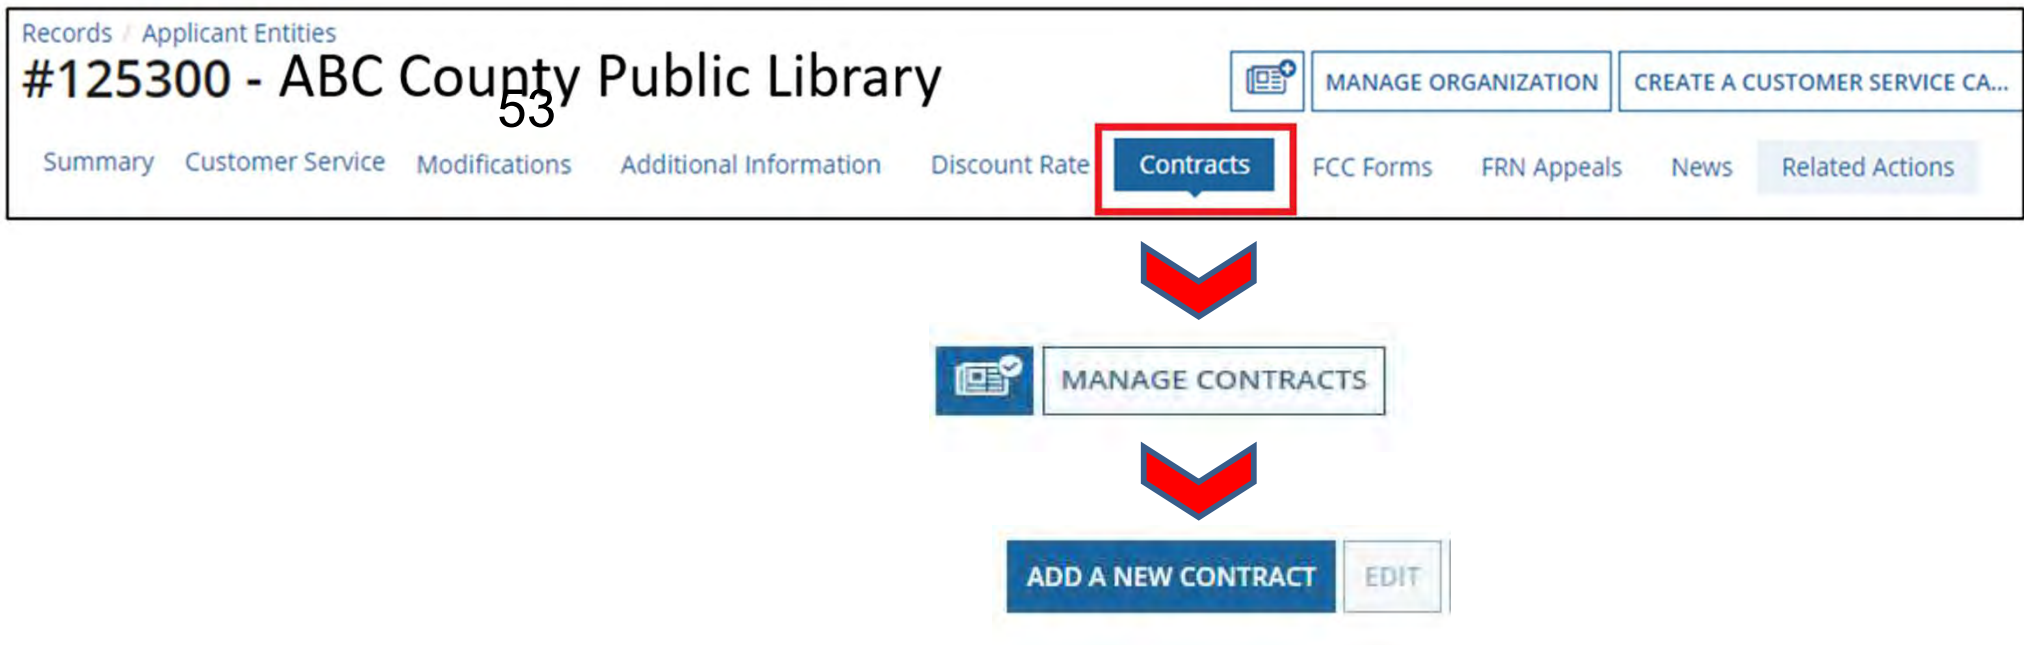 Records / Applicant Entities
#125300 - ABC County Public Library
53
MANAGE ORGANIZATION
CREATE A CUSTOMER SERVICE CA...
Summary Customer Service Modifications Additional Information Discount Rate Contracts FCC Forms FRN Appeals News Related Actions
MANAGE CONTRACTS
ADD A NEW CONTRACT EDIT